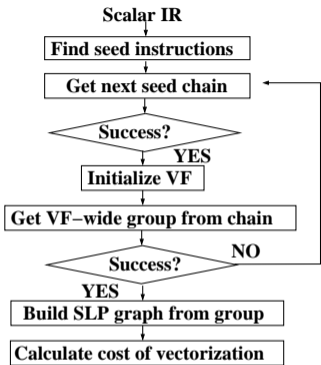 Scalar IR
Find seed instructions
Get next seed chain
Success?
YES
Initialize VF
Get VF−wide group from chain
NO
Success?
YES
Build SLP graph from group
Calculate cost of vectorization